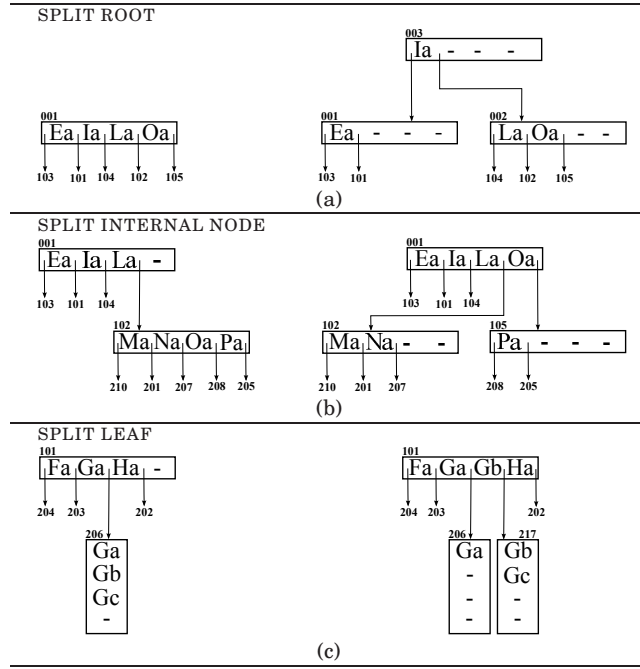 SPLIT ROOT
003
Ia - - -
001
Ea Ia La Oa
001
Ea - - -
002
La Oa - -
103 101 104 102 105
103 101
104 102 105
(a)
SPLIT INTERNAL NODE
001
Ea Ia La -
001
Ea Ia La Oa
103 101 104
103 101 104
102
Ma Na Oa Pa
102
Ma Na - -
105
Pa - - -
210 201 207 208 205
210 201 207
208 205
(b)
SPLIT LEAF
101
Fa Ga Ha -
101
Fa Ga Gb Ha
204 203 202
204 203 202
206
Ga
Gb
Gc
-
206
Ga
-
-
-
217
Gb
Gc
-
-
(c)